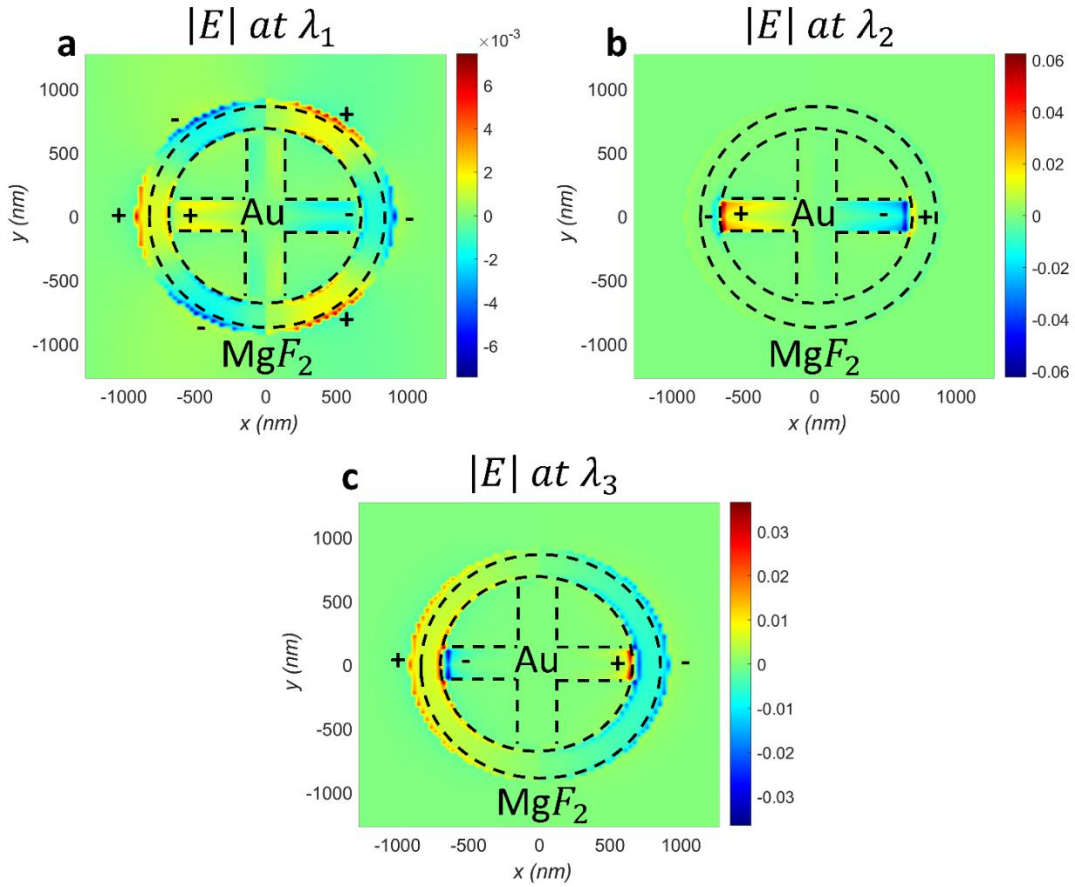 a |E| at λ₁
×10⁻³
1000
500
0
-500
-1000
y (nm)
-1000 -500 0 500 1000
x (nm)
6
4
2
0
-2
-4
-6
- +
+ + Au - -
- +
MgF₂
b |E| at λ₂
1000
500
0
-500
-1000
y (nm)
-1000 -500 0 500 1000
x (nm)
0.06
0.04
0.02
0
-0.02
-0.04
-0.06
- + Au - +
MgF₂
c |E| at λ₃
1000
500
0
-500
-1000
y (nm)
-1000 -500 0 500 1000
x (nm)
0.03
0.02
0.01
0
-0.01
-0.02
-0.03
+ - Au + -
MgF₂